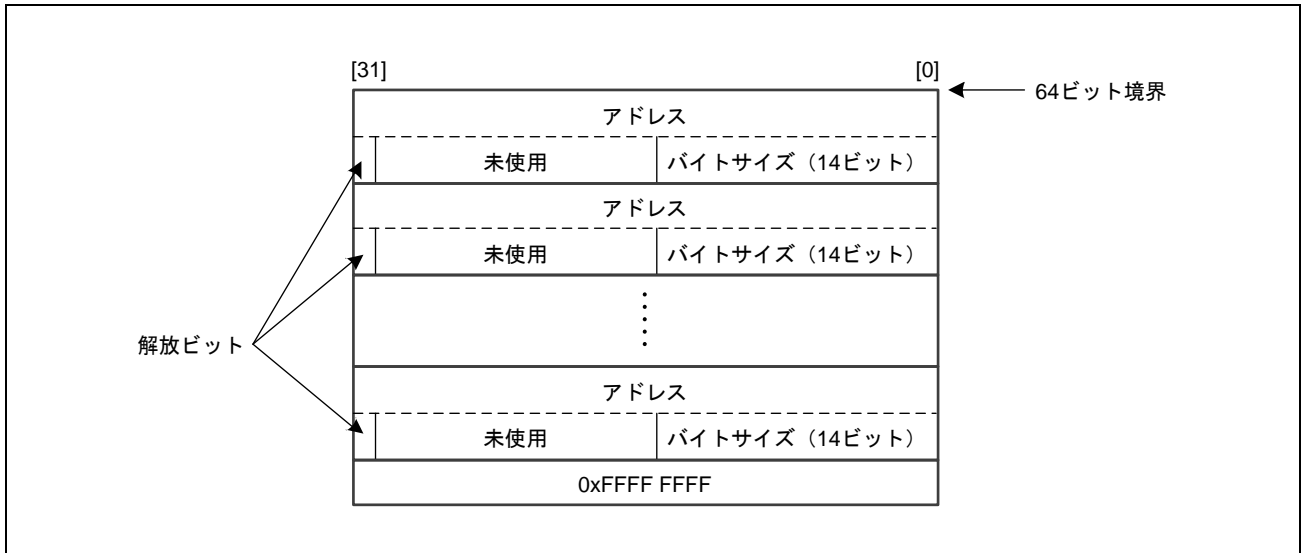 [31] [0]
64ビット境界
アドレス
未使用 バイトサイズ（14ビット）
アドレス
未使用 バイトサイズ（14ビット）
解放ビット
アドレス
未使用 バイトサイズ（14ビット）
0xFFFF FFFF